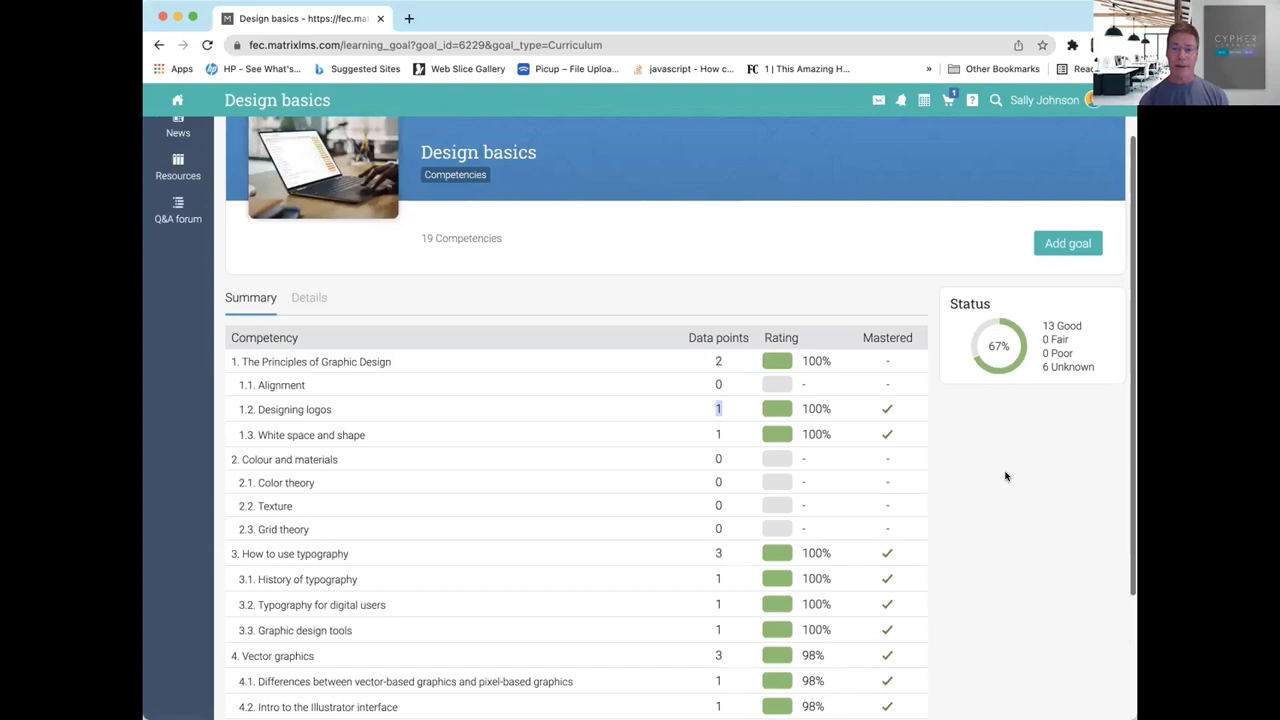 Design basics - https://fec.ma
fec.matrixlms.com/learning_goal?goal_id=6229&goal_type=Curriculum
Apps HP - See What's... Suggested Sites Web Slice Gallery Picup – File Uploa... javascript - How c... 1 | This Amazing H... » Other Bookmarks Rea
CYPHER
Design basics 1 Sally Johnson
News
Resources
Q&A forum
Design basics
Competencies
19 Competencies
Add goal
Summary Details
Competency Data points Rating Mastered
1. The Principles of Graphic Design 2 100% -
1.1. Alignment 0 - -
1.2. Designing logos 1 100% ✓
1.3. White space and shape 1 100% ✓
2. Colour and materials 0 - -
2.1. Color theory 0 - -
2.2. Texture 0 - -
2.3. Grid theory 0 - -
3. How to use typography 3 100% ✓
3.1. History of typography 1 100% ✓
3.2. Typography for digital users 1 100% ✓
3.3. Graphic design tools 1 100% ✓
4. Vector graphics 3 98% ✓
4.1. Differences between vector-based graphics and pixel-based graphics 1 98% ✓
4.2. Intro to the Illustrator interface 1 98% ✓
Status
67%
13 Good
0 Fair
0 Poor
6 Unknown